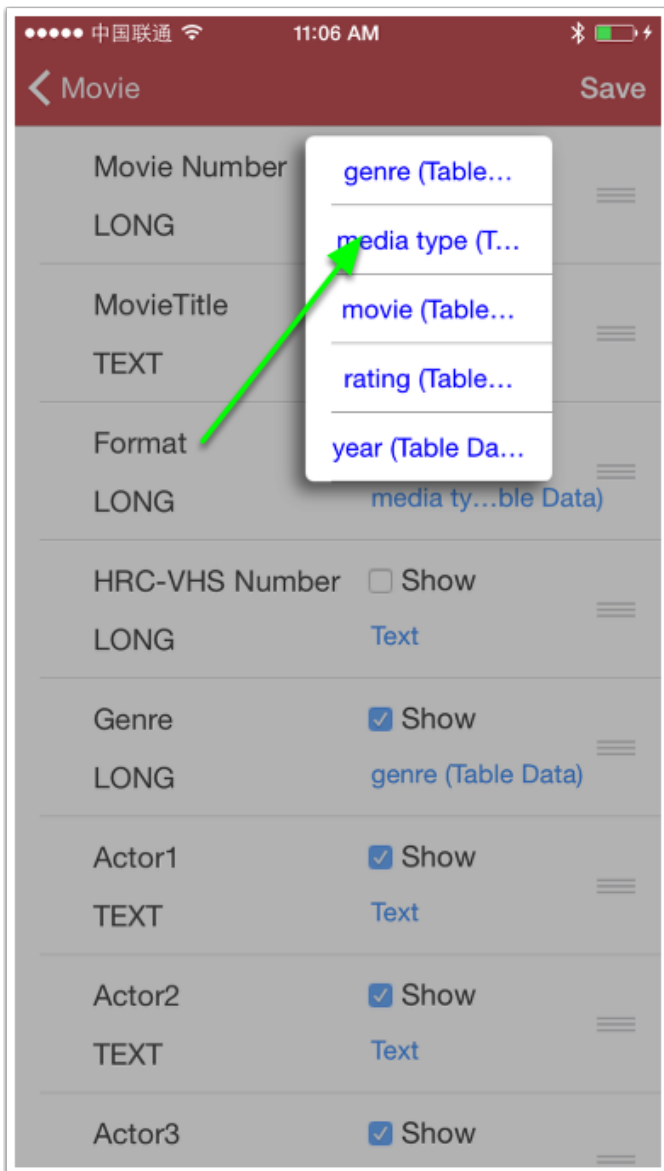 中国联通 11:06 AM
Movie Save
Movie Number
LONG
MovieTitle
TEXT
Format
LONG
genre (Table...
media type (T...
movie (Table...
rating (Table...
year (Table Da...
media ty...ble Data)
HRC-VHS Number Show
LONG Text
Genre Show
LONG genre (Table Data)
Actor1 Show
TEXT Text
Actor2 Show
TEXT Text
Actor3 Show